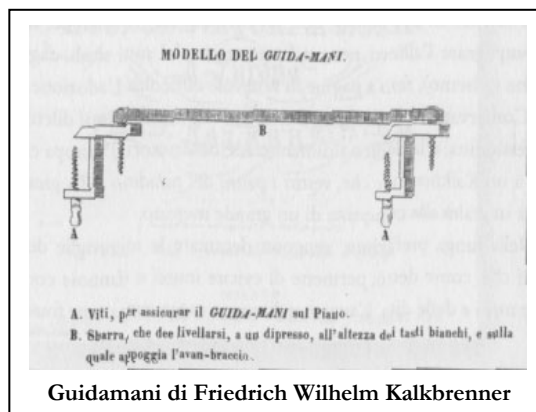 MODELLO DEL GUIDA-MANI.
B
A
A
A. Viti, per assicurar il GUIDA-MANI sul Piano.
B. Sbarra, che dee livellarsi, a un dipresso, all'altezza dei tasti bianchi, e sulla
quale appoggia l'avan-braccio.
Guidamani di Friedrich Wilhelm Kalkbrenner